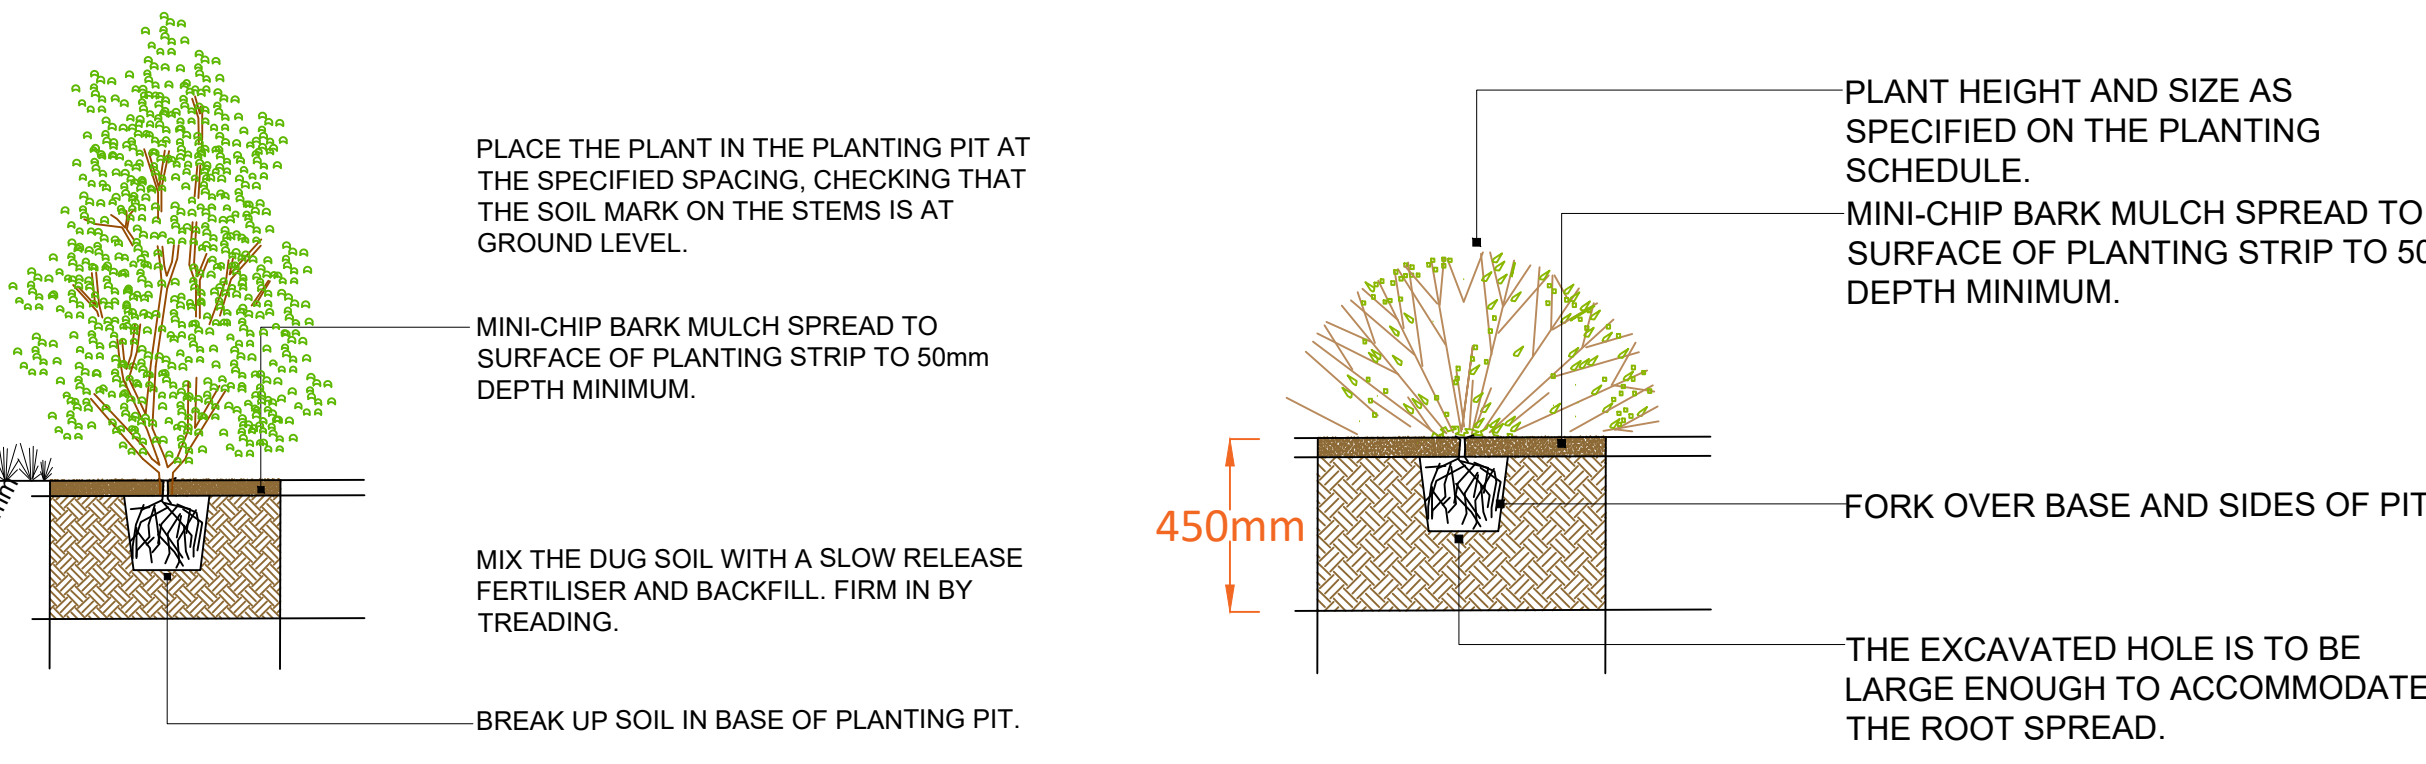 PLACE THE PLANT IN THE PLANTING PIT AT
THE SPECIFIED SPACING, CHECKING THAT
THE SOIL MARK ON THE STEMS IS AT
GROUND LEVEL.
MINI-CHIP BARK MULCH SPREAD TO
SURFACE OF PLANTING STRIP TO 50mm
DEPTH MINIMUM.
MIX THE DUG SOIL WITH A SLOW RELEASE
FERTILISER AND BACKFILL. FIRM IN BY
TREADING.
BREAK UP SOIL IN BASE OF PLANTING PIT.
PLANT HEIGHT AND SIZE AS
SPECIFIED ON THE PLANTING
SCHEDULE.
MINI-CHIP BARK MULCH SPREAD TO
SURFACE OF PLANTING STRIP TO
DEPTH MINIMUM.
450mm
FORK OVER BASE AND SIDES OF PIT
THE EXCAVATED HOLE IS TO BE
LARGE ENOUGH TO ACCOMMODATE
THE ROOT SPREAD.